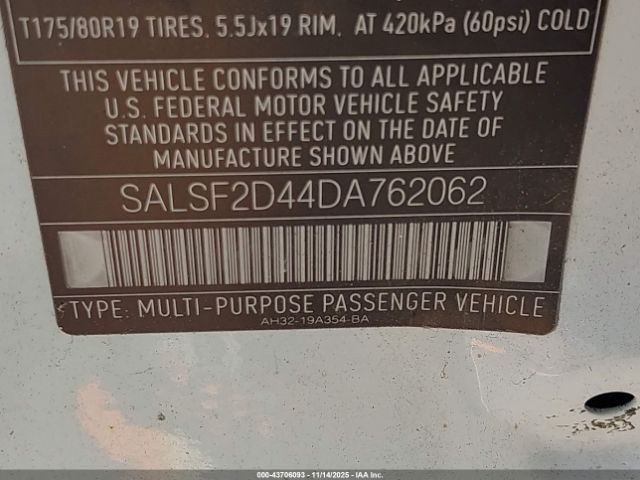 T175/80R19 TIRES, 5.5Jx19 RIM, AT 420kPa (60psi) COLD
THIS VEHICLE CONFORMS TO ALL APPLICABLE
U.S. FEDERAL MOTOR VEHICLE SAFETY
STANDARDS IN EFFECT ON THE DATE OF
MANUFACTURE SHOWN ABOVE.
SALSF2D44DA762062
TYPE: MULTI-PURPOSE PASSENGER VEHICLE
AH32-19A354-BA
000-43706093 - 11/14/2025 - IAAI.COM